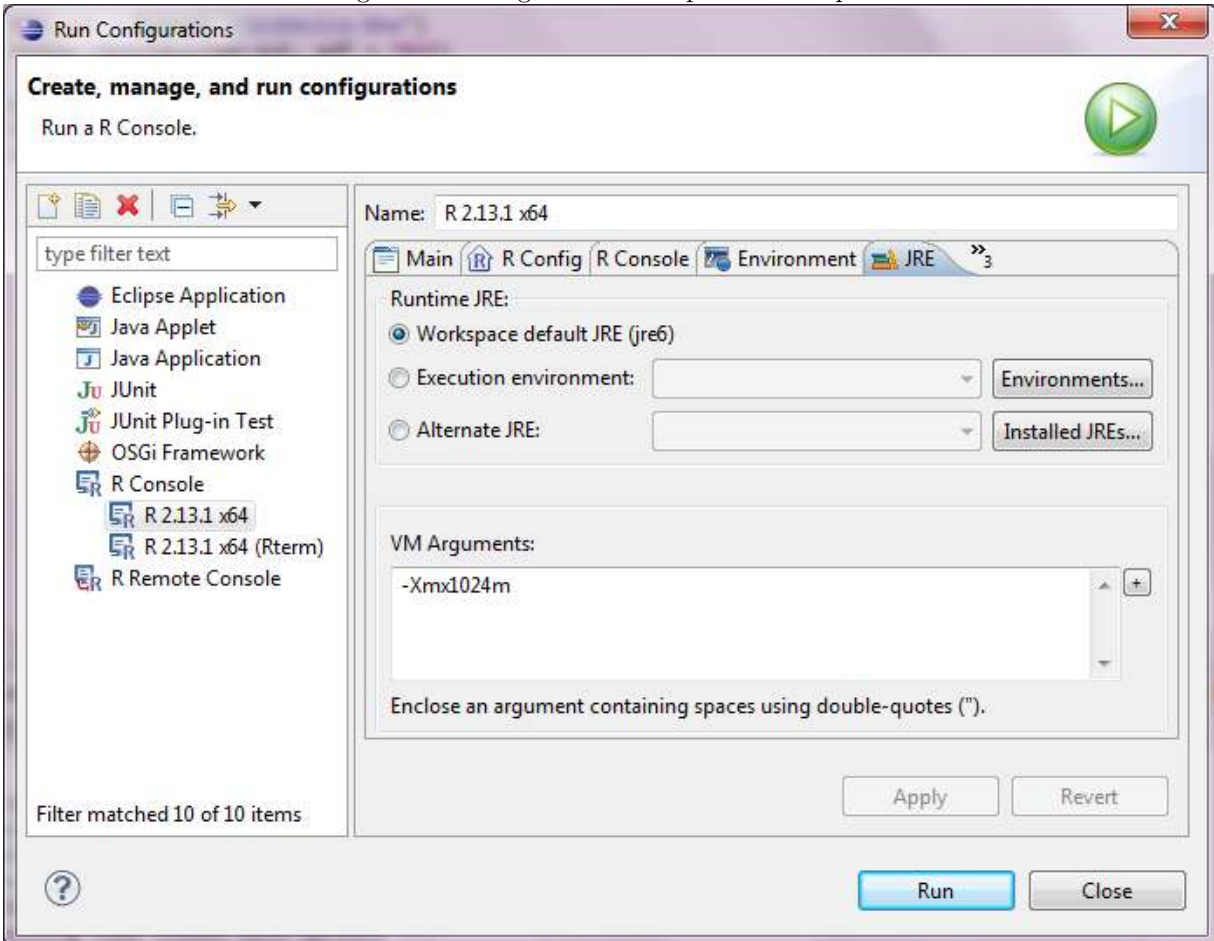 Run Configurations
Create, manage, and run configurations
Run a R Console.
type filter text
Eclipse Application
Java Applet
Java Application
JUnit
JUnit Plug-in Test
OSGi Framework
R Console
R 2.13.1 x64
R 2.13.1 x64 (Rterm)
R Remote Console
Filter matched 10 of 10 items
Name: R 2.13.1 x64
Main R Config R Console Environment JRE »3
Runtime JRE:
Workspace default JRE (jre6)
Execution environment: Environments...
Alternate JRE: Installed JREs...
VM Arguments:
-Xmx1024m
Enclose an argument containing spaces using double-quotes (").
Apply Revert
Run Close